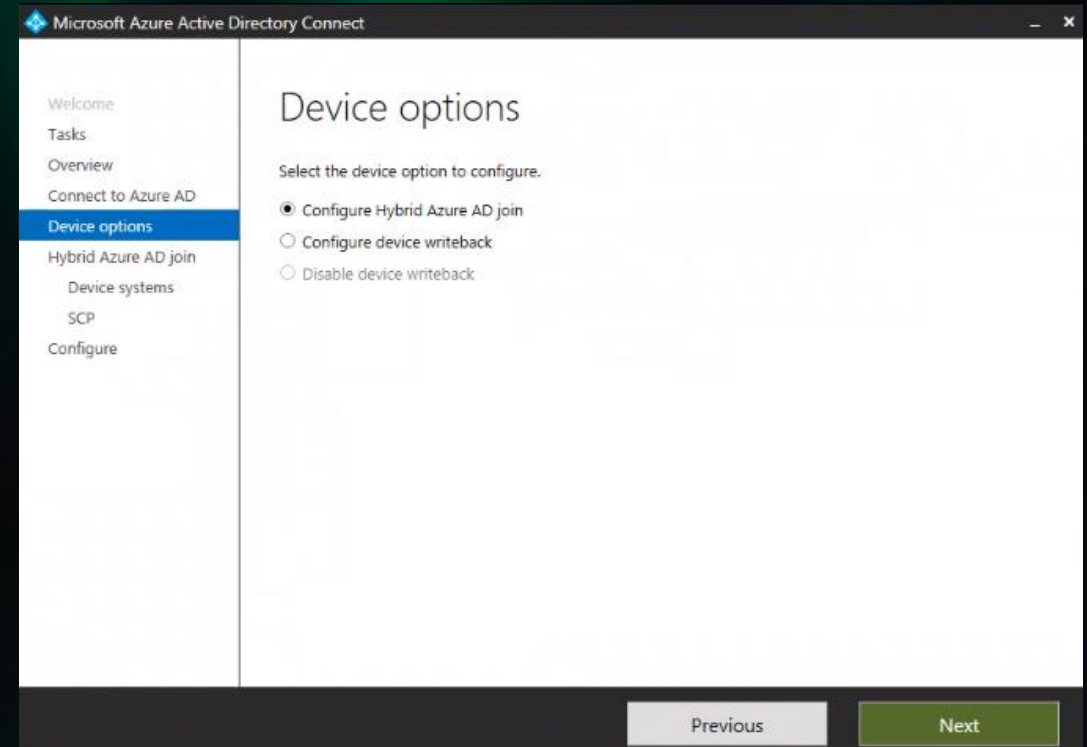 Microsoft Azure Active Directory Connect
Welcome
Tasks
Overview
Connect to Azure AD
Device options
Hybrid Azure AD join
Device systems
SCP
Configure
Device options
Select the device option to configure.
Configure Hybrid Azure AD join
Configure device writeback
Disable device writeback
Previous
Next